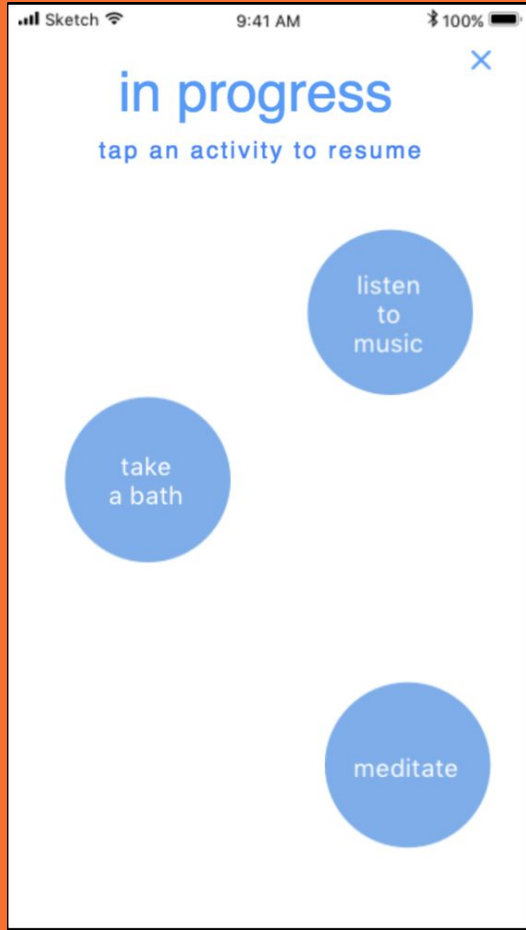 Sketch 9:41 AM 100%
in progress
tap an activity to resume
listen
to
music
take
a bath
meditate